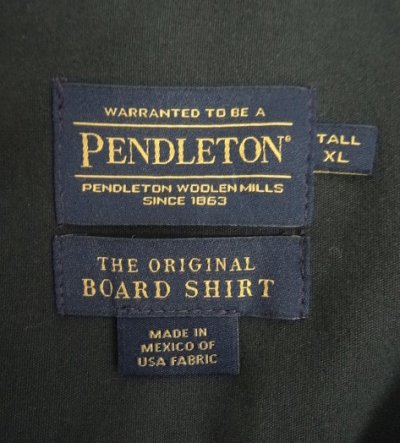 WARRANTED TO BE A
PENDLETON®
PENDLETON WOOLEN MILLS
SINCE 1863
TALL
XL
THE ORIGINAL
BOARD SHIRT
MADE IN
MEXICO OF
USA FABRIC